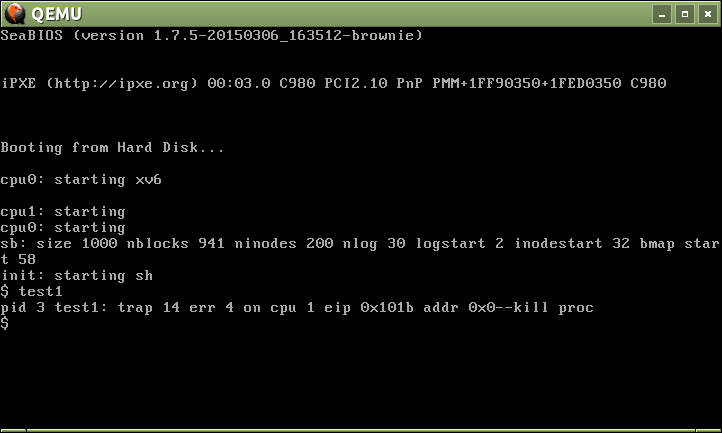 QEMU
SeaBIOS (version 1.7.5-20150306_163512-brownie)
iPXE (http://ipxe.org) 00:03.0 C980 PCI2.10 PnP PMM+1FF90350+1FED0350 C980
Booting from Hard Disk...
cpu0: starting xv6
cpu1: starting
cpu0: starting
sb: size 1000 nblocks 941 ninodes 200 nlog 30 logstart 2 inodestart 32 bmap star
t 58
init: starting sh
$ test1
pid 3 test1: trap 14 err 4 on cpu 1 eip 0x101b addr 0x0--kill proc
$